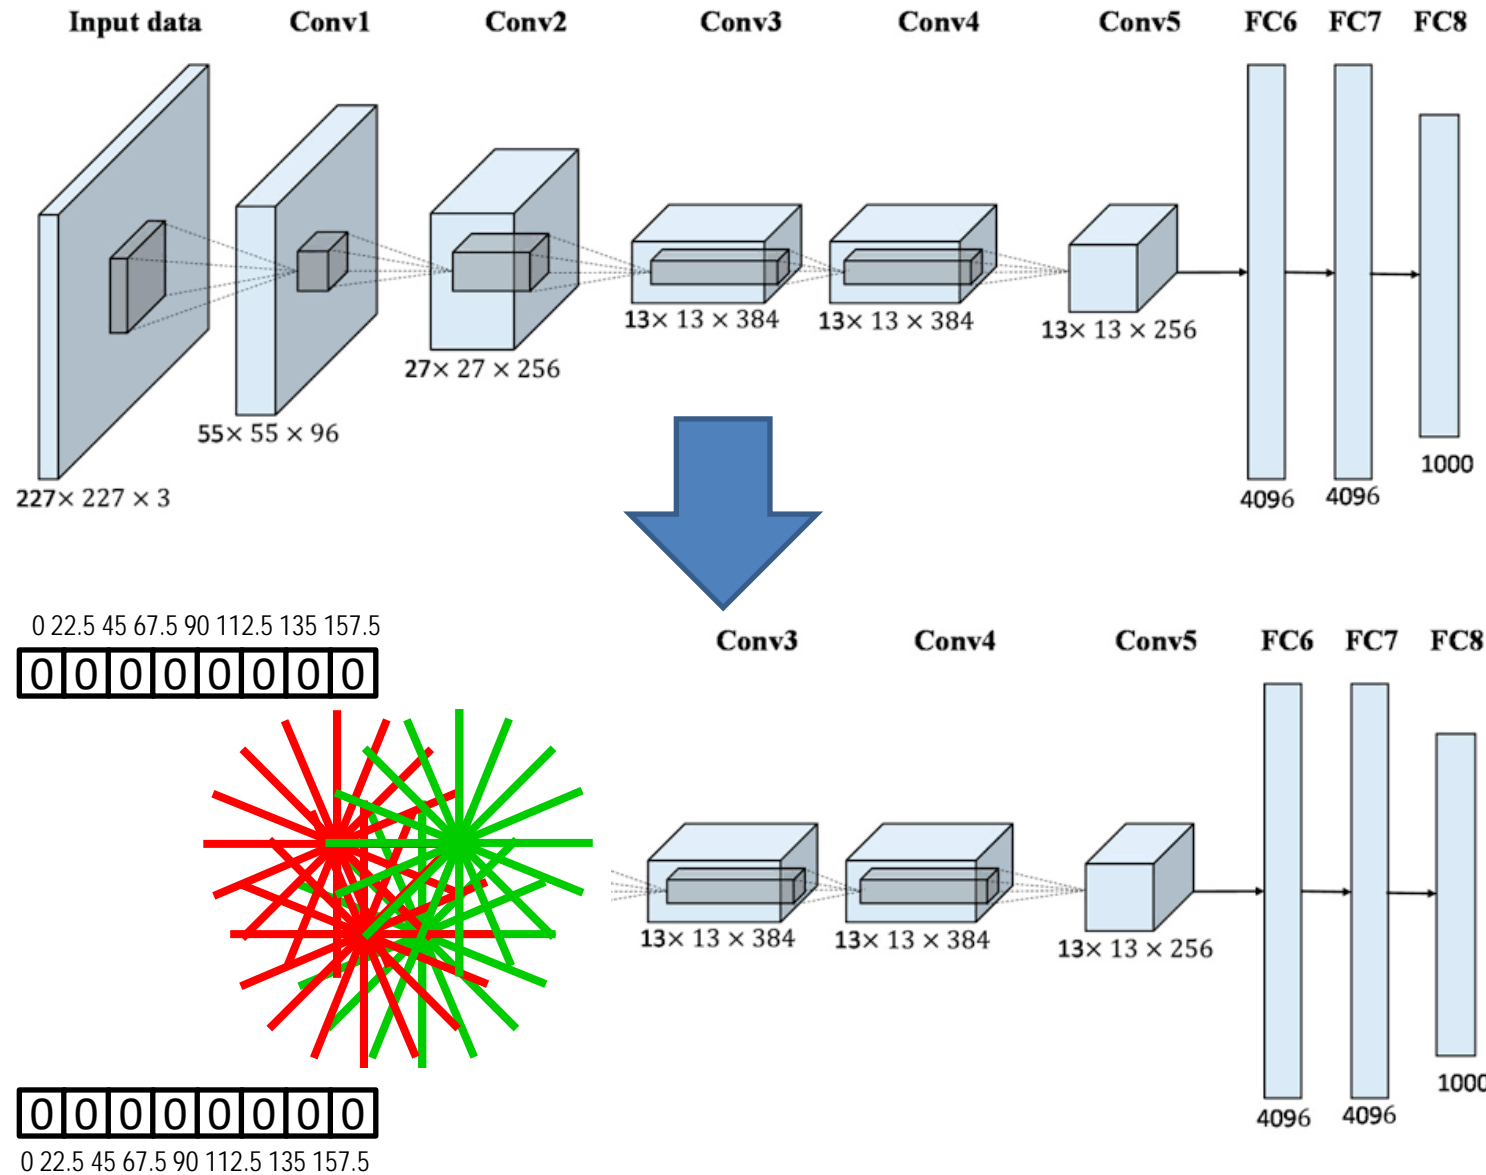 Input data Conv1 Conv2 Conv3 Conv4 Conv5 FC6 FC7 FC8
13× 13 × 384 13× 13 × 384 13× 13 × 256
27× 27 × 256
55× 55 × 96
1000
227× 227 × 3 4096 4096
0 22.5 45 67.5 90 112.5 135 157.5
Conv3 Conv4 Conv5 FC6 FC7 FC8
0 0 0 0 0 0 0 0
13× 13 × 384 13× 13 × 384 13× 13 × 256
1000
0 0 0 0 0 0 0 0
4096 4096
0 22.5 45 67.5 90 112.5 135 157.5